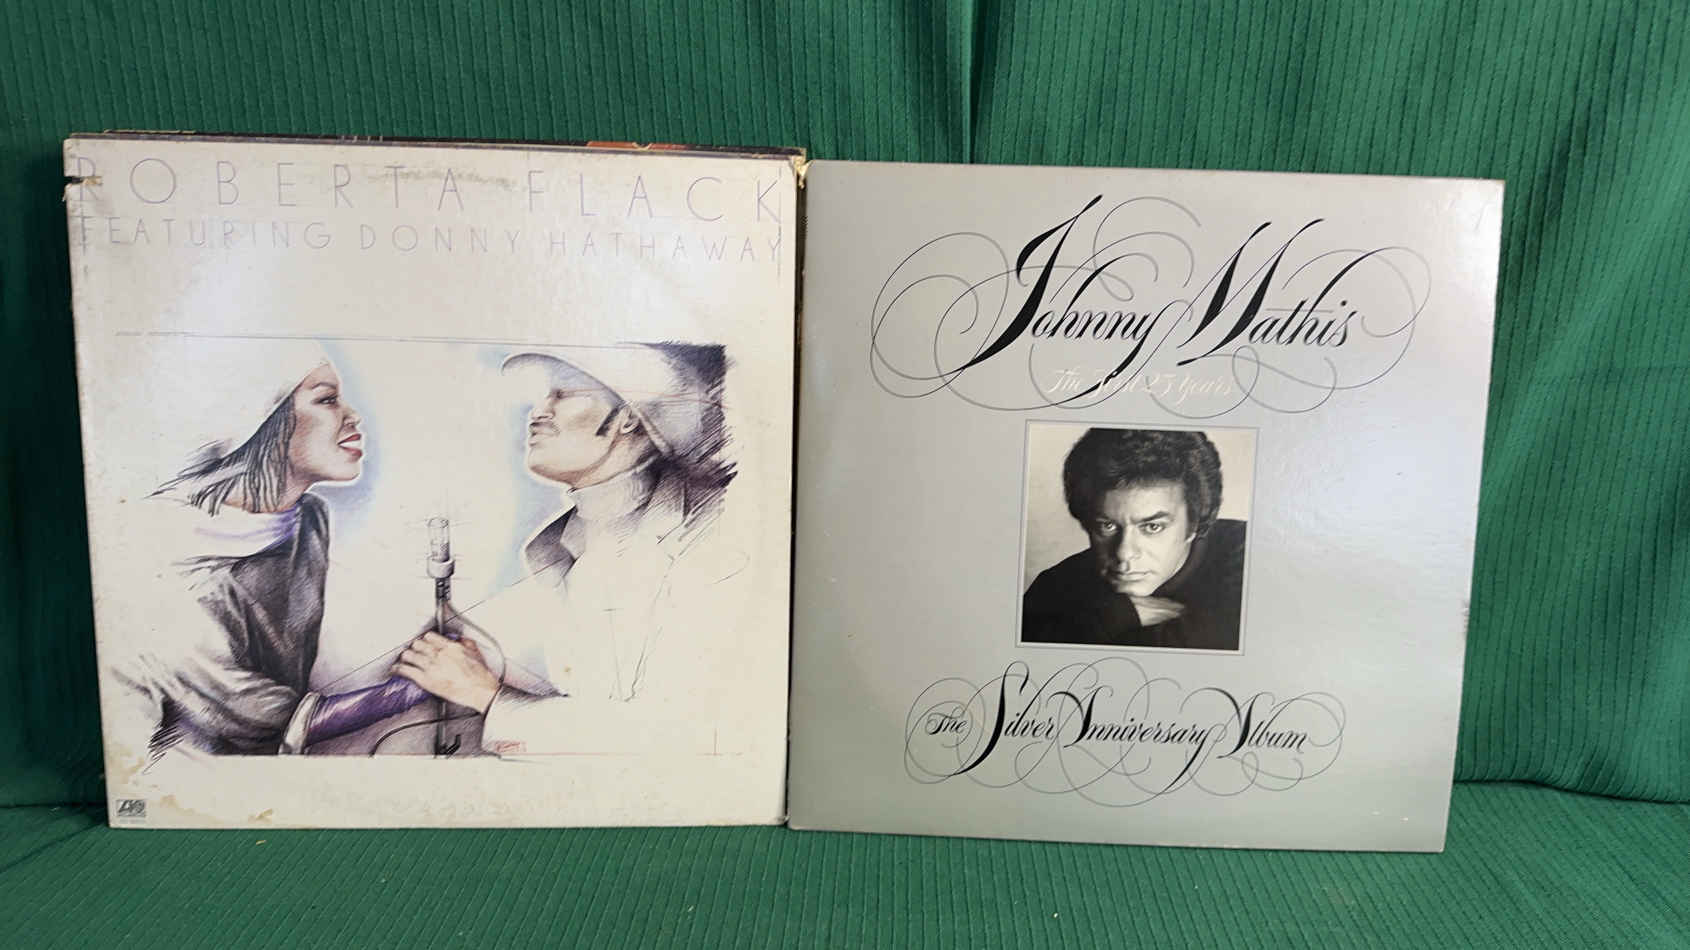 ROBERTA FLACK
FEATURING DONNY HATHAWAY
Johnny Mathis
The First 25 Years
The Silver Anniversary Album